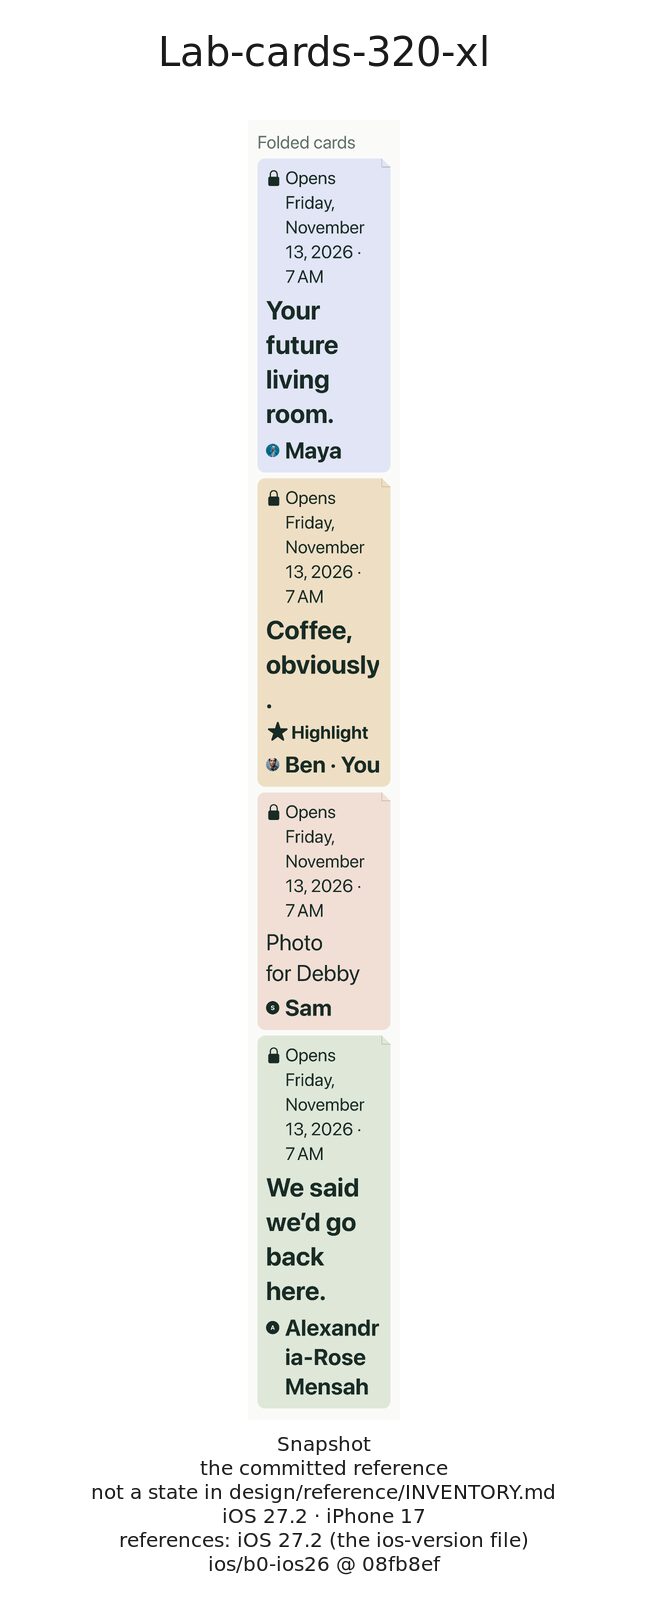 Lab-cards-320-xl
Folded cards
Opens
Friday,
November
13, 2026 ·
7 AM
Your
future
living
room.
Maya
Opens
Friday,
November
13, 2026 ·
7 AM
Coffee,
obviously
.
Highlight
Ben · You
Opens
Friday,
November
13, 2026 ·
7 AM
Photo
for Debby
S
Sam
Opens
Friday,
November
13, 2026 ·
7 AM
We said
we’d go
back
here.
A
Alexandr
ia-Rose
Mensah
Snapshot
the committed reference
not a state in design/reference/INVENTORY.md
iOS 27.2 · iPhone 17
references: iOS 27.2 (the ios-version file)
ios/b0-ios26 @ 08fb8ef